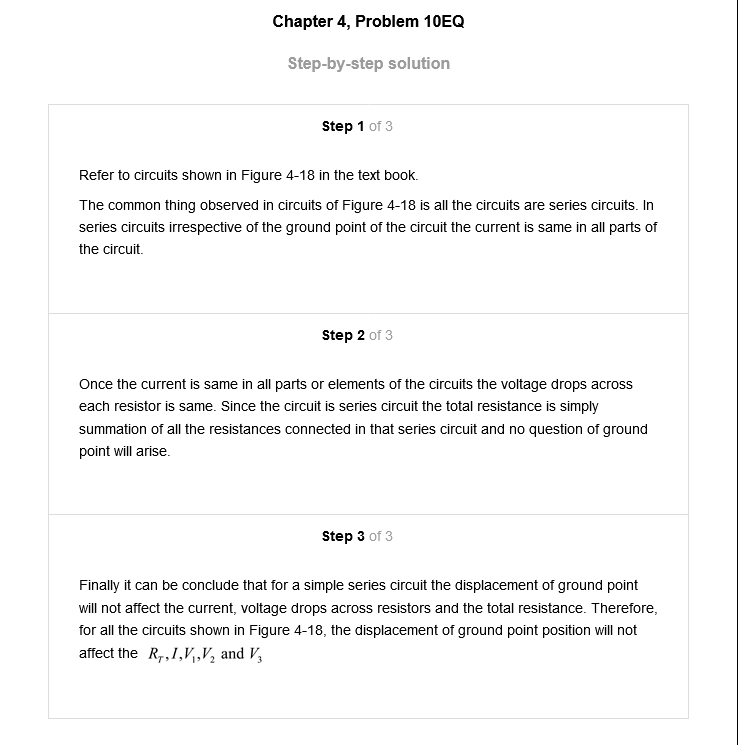 Chapter 4, Problem 10EQ
Step-by-step solution
Step 1 of 3
Refer to circuits shown in Figure 4-18 in the text book.
The common thing observed in circuits of Figure 4-18 is all the circuits are series circuits. In
series circuits irrespective of the ground point of the circuit the current is same in all parts of
the circuit.
Step 2 of 3
Once the current is same in all parts or elements of the circuits the voltage drops across
each resistor is same. Since the circuit is series circuit the total resistance is simply
summation of all the resistances connected in that series circuit and no question of ground
point will arise.
Step 3 of 3
Finally it can be conclude that for a simple series circuit the displacement of ground point
will not affect the current, voltage drops across resistors and the total resistance. Therefore,
for all the circuits shown in Figure 4-18, the displacement of ground point position will not
affect the R_T, I, V_1, V_2 and V_3